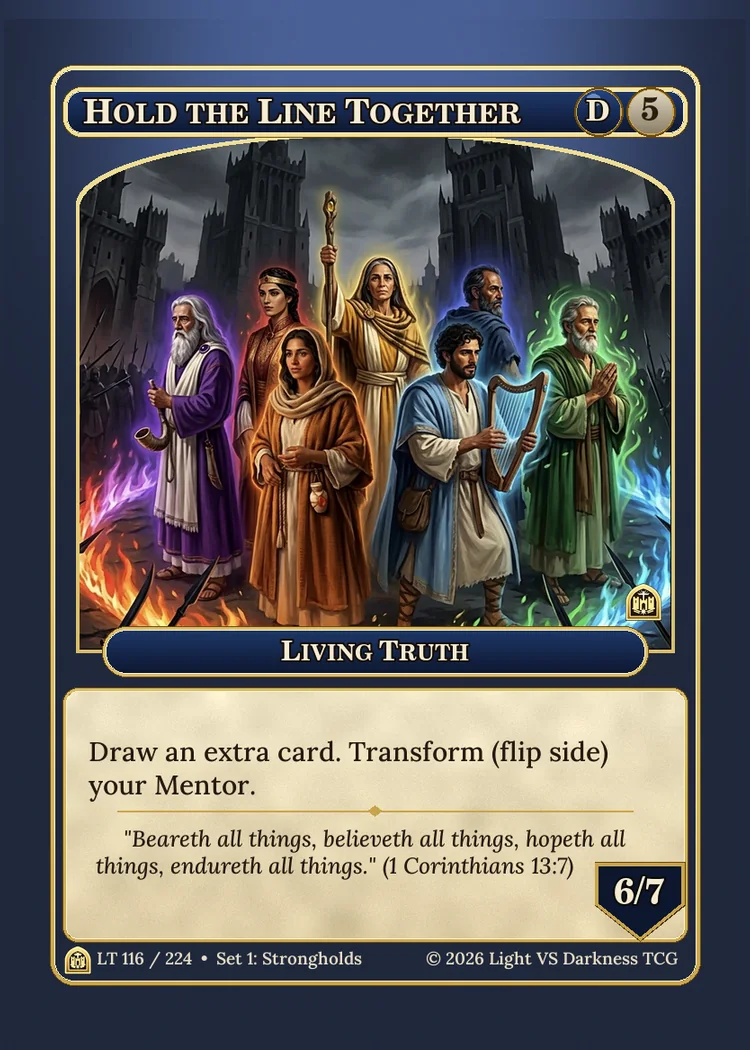 HOLD THE LINE TOGETHER D 5
LIVING TRUTH
Draw an extra card. Transform (flip side)
your Mentor.
"Beareth all things, believeth all things, hopeth all
things, endureth all things." (1 Corinthians 13:7)
6/7
LT 116 / 224 • Set 1: Strongholds © 2026 Light VS Darkness TCG